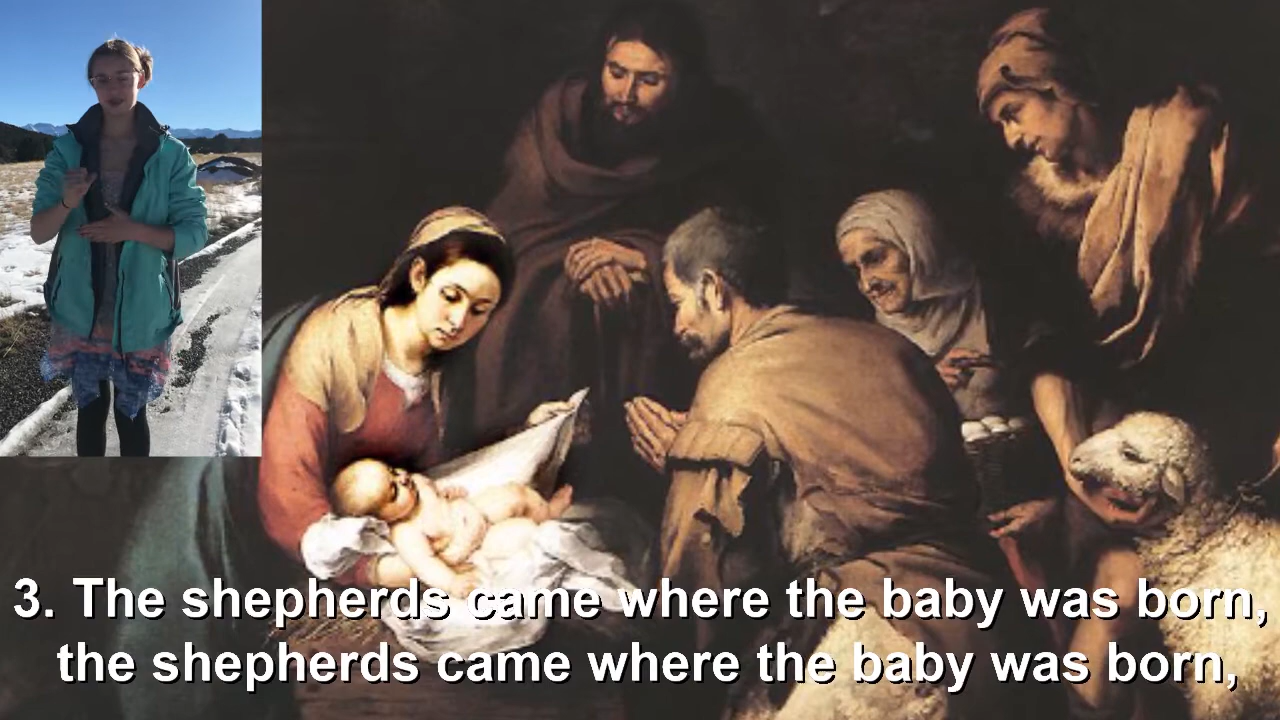 3. The shepherds came where the baby was born,
the shepherds came where the baby was born,